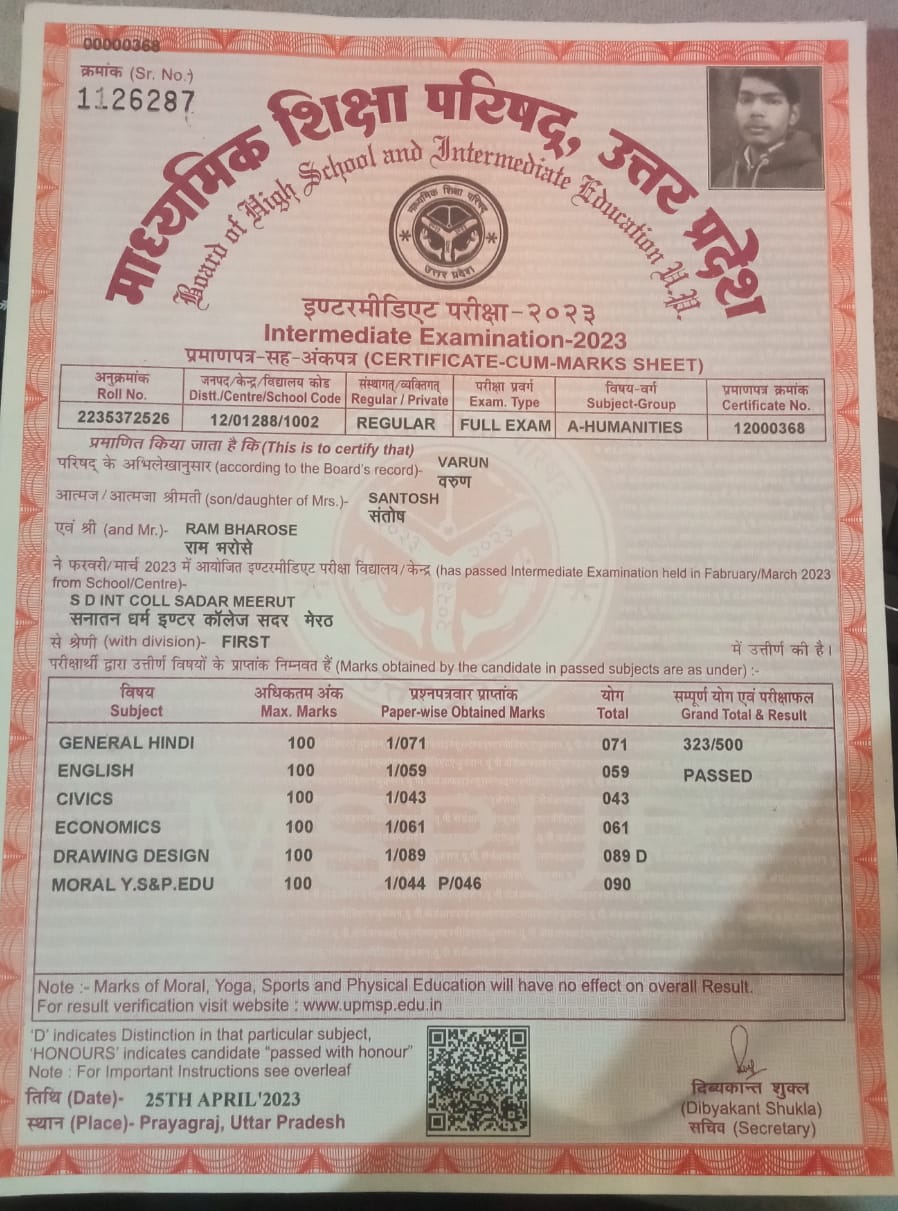 00000368
क्रमांक (Sr. No.)
1126287
माध्यमिक शिक्षा परिषद्, उत्तर प्रदेश
Board of High School and Intermediate Education U.P.
माध्यमिक शिक्षा परिषद्
उत्तर प्रदेश
इण्टरमीडिएट परीक्षा-२०२३
Intermediate Examination-2023
प्रमाणपत्र-सह-अंकपत्र (CERTIFICATE-CUM-MARKS SHEET)
अनुक्रमांक जनपद/केन्द्र/विद्यालय कोड संस्थागत्/व्यक्तिगत् परीक्षा प्रवर्ग विषय-वर्ग प्रमाणपत्र क्रमांक
Roll No. Distt./Centre/School Code Regular / Private Exam. Type Subject-Group Certificate No.
2235372526 12/01288/1002 REGULAR FULL EXAM A-HUMANITIES 12000368
प्रमाणित किया जाता है कि (This is to certify that)
परिषद् के अभिलेखानुसार (according to the Board's record)- VARUN
वरुण
आत्मज/आत्मजा श्रीमती (son/daughter of Mrs.)- SANTOSH
संतोष
एवं श्री (and Mr.)- RAM BHAROSE
राम भरोसे
ने फरवरी/मार्च 2023 में आयोजित इण्टरमीडिएट परीक्षा विद्यालय/केन्द्र (has passed Intermediate Examination held in Fabruary/March 2023
from School/Centre)-
S D INT COLL SADAR MEERUT
सनातन धर्म इण्टर कॉलेज सदर मेरठ
से श्रेणी (with division)- FIRST में उत्तीर्ण की है।
परीक्षार्थी द्वारा उत्तीर्ण विषयों के प्राप्तांक निम्नवत हैं (Marks obtained by the candidate in passed subjects are as under) :-
विषय अधिकतम अंक प्रश्नपत्रवार प्राप्तांक योग सम्पूर्ण योग एवं परीक्षाफल
Subject Max. Marks Paper-wise Obtained Marks Total Grand Total & Result
GENERAL HINDI 100 1/071 071 323/500
ENGLISH 100 1/059 059 PASSED
CIVICS 100 1/043 043
ECONOMICS 100 1/061 061
DRAWING DESIGN 100 1/089 089 D
MORAL Y.S&P.EDU 100 1/044 P/046 090
MSPUP
Note :- Marks of Moral, Yoga, Sports and Physical Education will have no effect on overall Result.
For result verification visit website : www.upmsp.edu.in
'D' indicates Distinction in that particular subject,
'HONOURS' indicates candidate "passed with honour"
Note : For Important Instructions see overleaf
तिथि (Date)- 25TH APRIL'2023
स्थान (Place)- Prayagraj, Uttar Pradesh
दिब्यकान्त शुक्ल
(Dibyakant Shukla)
सचिव (Secretary)